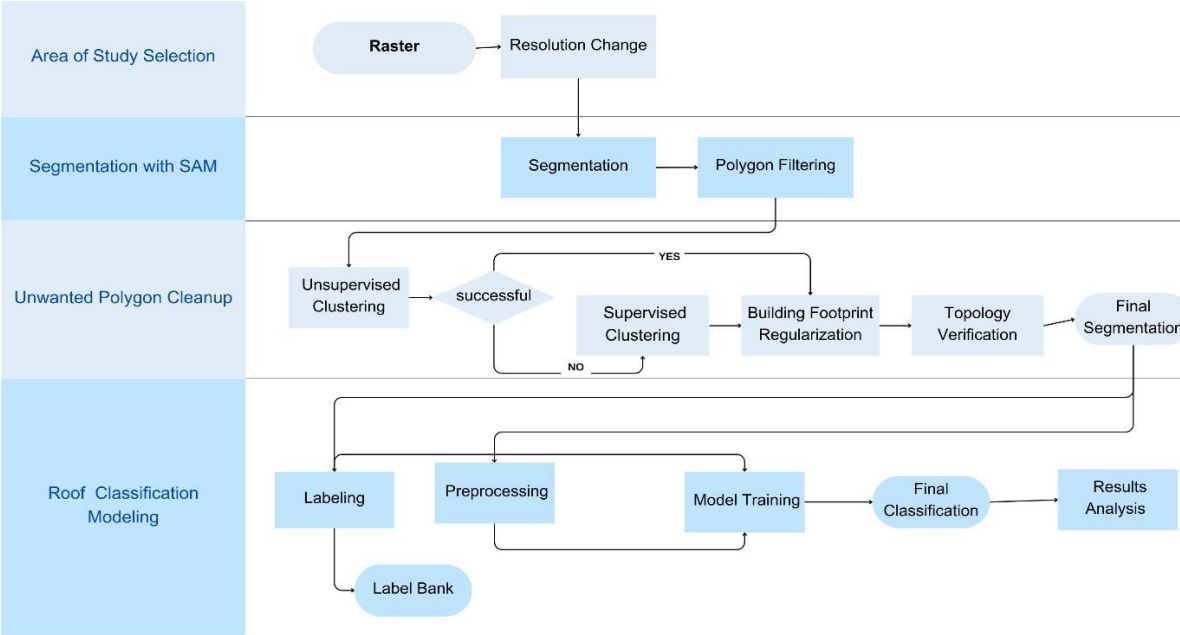 Area of Study Selection
Raster
Resolution Change
Segmentation with SAM
Segmentation
Polygon Filtering
Unwanted Polygon Cleanup
Unsupervised
Clustering
successful
YES
NO
Supervised
Clustering
Building Footprint
Regularization
Topology
Verification
Final
Segmentation
Roof Classification
Modeling
Labeling
Preprocessing
Model Training
Final
Classification
Results
Analysis
Label Bank